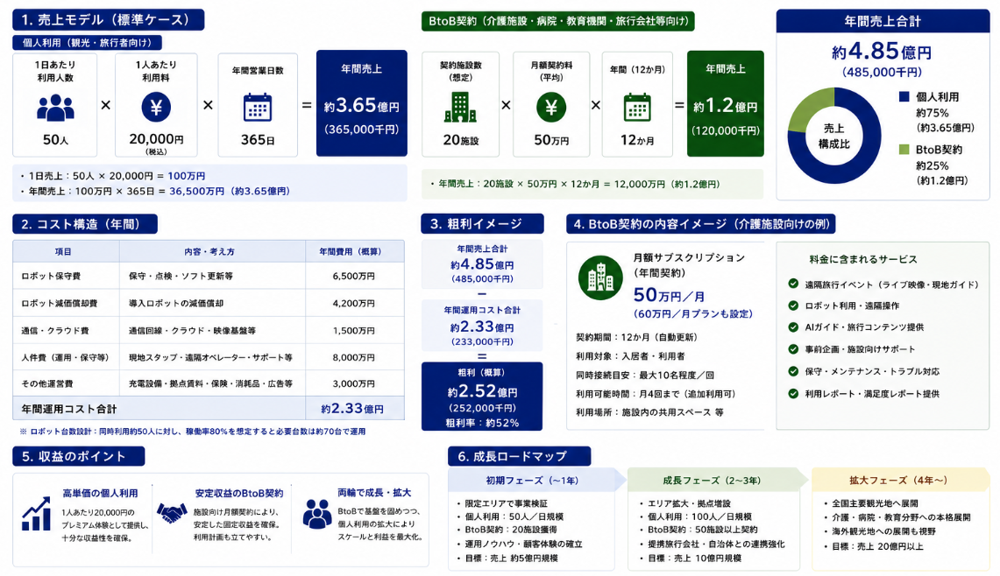 1. 売上モデル（標準ケース）
個人利用（観光・旅行者向け）
1日あたり
利用人数
50人
×
1人あたり
利用料
¥
20,000円
（税込）
×
年間営業日数
365日
=
年間売上
約3.65億円
（365,000千円）
・1日売上：50人 × 20,000円 = 100万円
・年間売上：100万円 × 365日 = 36,500万円（約3.65億円）
BtoB契約（介護施設・病院・教育機関・旅行会社等向け）
契約施設数
（想定）
20施設
×
月額契約料
（平均）
¥
50万円
×
年間（12か月）
12か月
=
年間売上
約1.2億円
（120,000千円）
・年間売上：20施設 × 50万円 × 12か月 = 12,000万円（約1.2億円）
年間売上合計
約4.85億円
（485,000千円）
売上
構成比
個人利用
約75%
（約3.65億円）
BtoB契約
約25%
（約1.2億円）
2. コスト構造（年間）
項目 内容・考え方 年間費用（概算）
ロボット保守費 保守・点検・ソフト更新等 6,500万円
ロボット減価償却費 導入ロボットの減価償却 4,200万円
通信・クラウド費 通信回線・クラウド・映像基盤等 1,500万円
人件費（運用・保守等） 現地スタッフ・遠隔オペレーター・サポート等 8,000万円
その他運営費 充電設備・拠点賃料・保険・消耗品・広告等 3,000万円
年間運用コスト合計 約2.33億円
※ ロボット台数設計：同時利用約50人に対し、稼働率80%を想定すると必要台数は約70台で運用
3. 粗利イメージ
年間売上合計
約4.85億円
（485,000千円）
−
年間運用コスト合計
約2.33億円
（233,000千円）
=
粗利（概算）
約2.52億円
（252,000千円）
粗利率：約52%
4. BtoB契約の内容イメージ（介護施設向けの例）
月額サブスクリプション
（年間契約）
50万円／月
（60万円／月プランも設定）
契約期間：12か月（自動更新）
利用対象：入居者・利用者
同時接続目安：最大10名程度／回
利用可能時間：月4回まで（追加利用可）
利用場所：施設内の共用スペース 等
料金に含まれるサービス
遠隔旅行イベント（ライブ映像・現地ガイド）
ロボット利用・遠隔操作
AIガイド・旅行コンテンツ提供
事前企画・施設向けサポート
保守・メンテナンス・トラブル対応
利用レポート・満足度レポート提供
5. 収益のポイント
高単価の個人利用
1人あたり20,000円の
プレミアム体験として提供し、
十分な収益性を確保。
安定収益のBtoB契約
施設向け月額契約により、
安定した固定収益を確保。
利用計画も立てやすい。
両輪で成長・拡大
BtoBで基盤を固めつつ、
個人利用の拡大により
スケールと利益を最大化。
6. 成長ロードマップ
初期フェーズ（〜1年）
・限定エリアで事業検証
・個人利用：50人／日規模
・BtoB契約：20施設獲得
・運用ノウハウ・顧客体験の確立
・目標：売上 約5億円規模
成長フェーズ（2〜3年）
・エリア拡大・拠点増設
・個人利用：100人／日規模
・BtoB契約：50施設以上契約
・提携旅行会社・自治体との連携強化
・目標：売上 10億円規模
拡大フェーズ（4年〜）
・全国主要観光地へ展開
・介護・病院・教育分野への本格展開
・海外観光地への展開も視野
・目標：売上 20億円以上